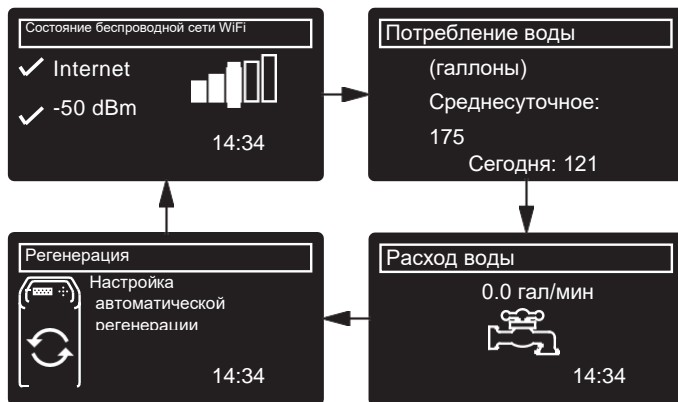 Состояние беспроводной сети WiFi
Internet
-50 dBm
14:34
Потребление воды
(галлоны)
Среднесуточное:
175
Сегодня: 121
Регенерация
Настройка
автоматической
регенерации
14:34
Расход воды
0.0 гал/мин
14:34